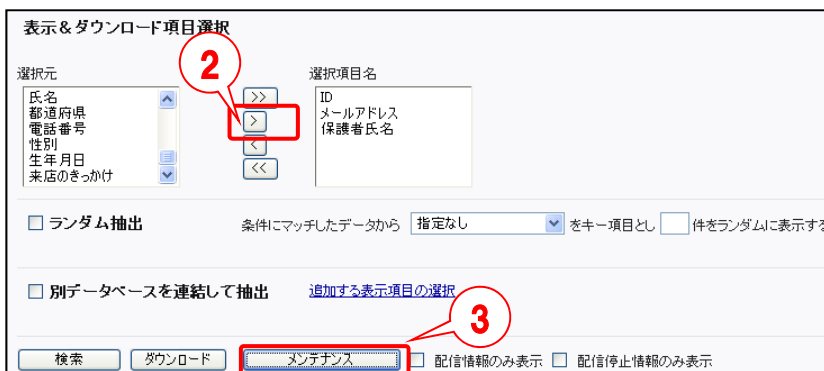 表示&ダウンロード項目選択
2
選択元
選択項目名
氏名
都道府県
電話番号
性別
生年月日
来店のきっかけ
>>
>
<
<<
ID
メールアドレス
保護者氏名
ランダム抽出 条件にマッチしたデータから 指定なし をキー項目とし 件をランダムに表示する
別データベースを連結して抽出 追加する表示項目の選択
3
検索 ダウンロード メンテナンス 配信情報のみ表示 配信停止情報のみ表示